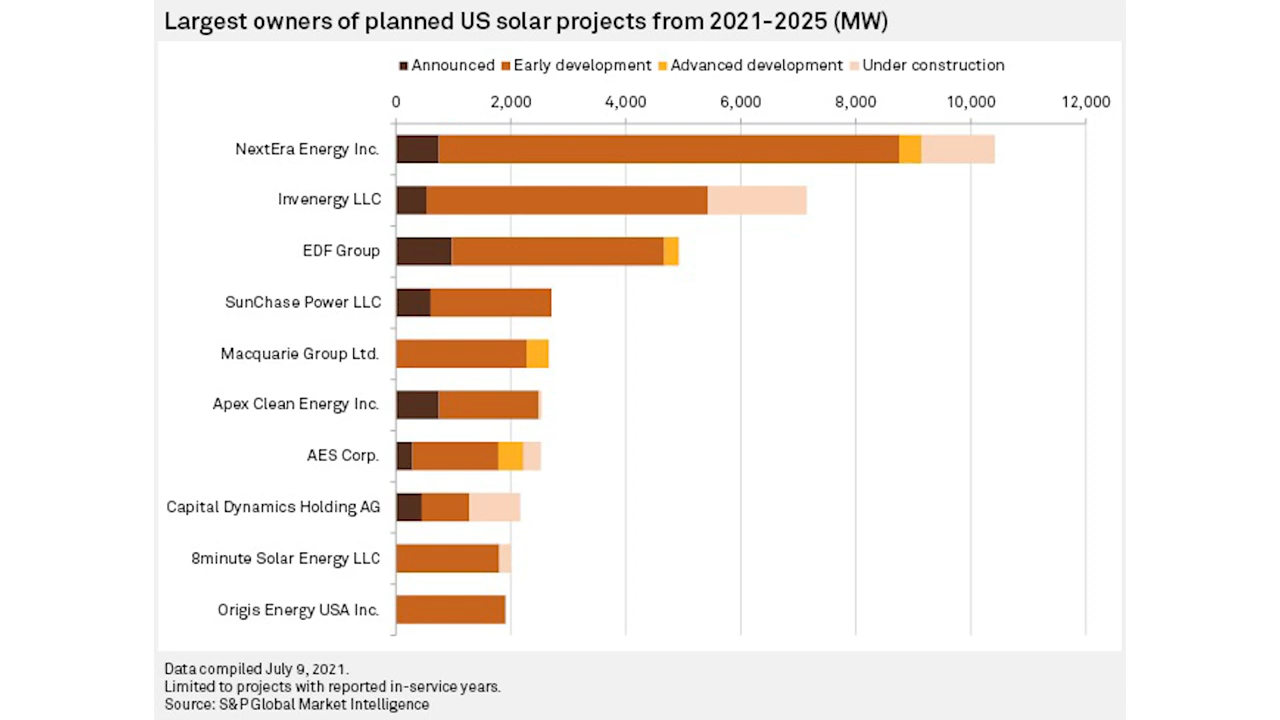 Largest owners of planned US solar projects from 2021-2025 (MW)
Announced Early development Advanced development Under construction
0 2,000 4,000 6,000 8,000 10,000 12,000
NextEra Energy Inc.
Invenergy LLC
EDF Group
SunChase Power LLC
Macquarie Group Ltd.
Apex Clean Energy Inc.
AES Corp.
Capital Dynamics Holding AG
8minute Solar Energy LLC
Origis Energy USA Inc.
Data compiled July 9, 2021.
Limited to projects with reported in-service years.
Source: S&P Global Market Intelligence